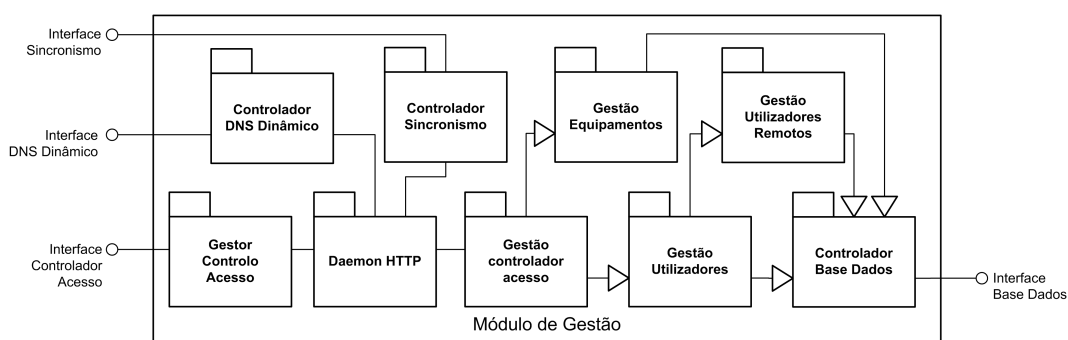 Interface
Sincronismo
Controlador
DNS Dinâmico
Controlador
Sincronismo
Gestão
Equipamentos
Gestão
Utilizadores
Remotos
Interface
DNS Dinâmico
Interface
Controlador
Acesso
Gestor
Controlo
Acesso
Daemon HTTP
Gestão
controlador
acesso
Gestão
Utilizadores
Controlador
Base Dados
Interface
Base Dados
Módulo de Gestão